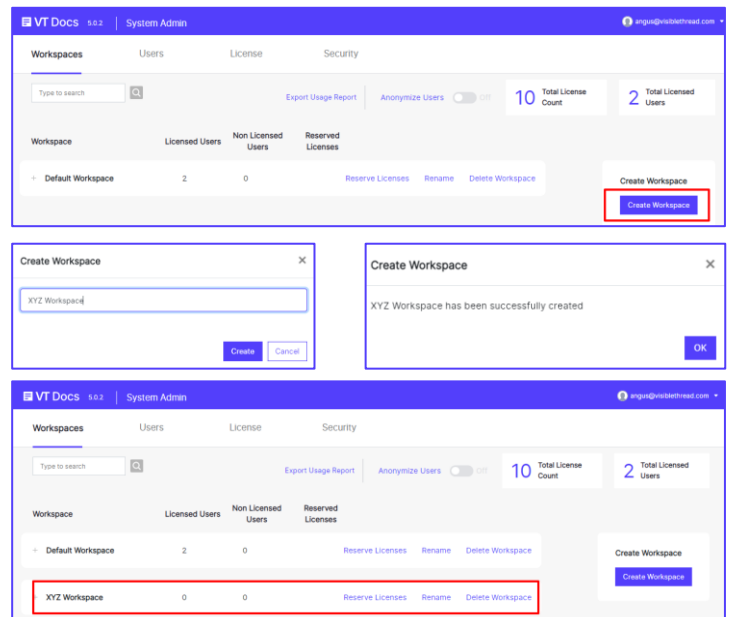 VT Docs 5.0.2 System Admin angus@visiblethread.com
Workspaces Users License Security
Type to search
Export Usage Report Anonymize Users Off 10 Total License Count 2 Total Licensed Users
Workspace Licensed Users Non Licensed Users Reserved Licenses
+ Default Workspace 2 0 Reserve Licenses Rename Delete Workspace
Create Workspace
Create Workspace
Create Workspace ×
XYZ Workspace
Create Cancel
Create Workspace ×
XYZ Workspace has been successfully created
OK
VT Docs 5.0.2 System Admin angus@visiblethread.com
Workspaces Users License Security
Type to search
Export Usage Report Anonymize Users Off 10 Total License Count 2 Total Licensed Users
Workspace Licensed Users Non Licensed Users Reserved Licenses
+ Default Workspace 2 0 Reserve Licenses Rename Delete Workspace
Create Workspace
Create Workspace
XYZ Workspace 0 0 Reserve Licenses Rename Delete Workspace